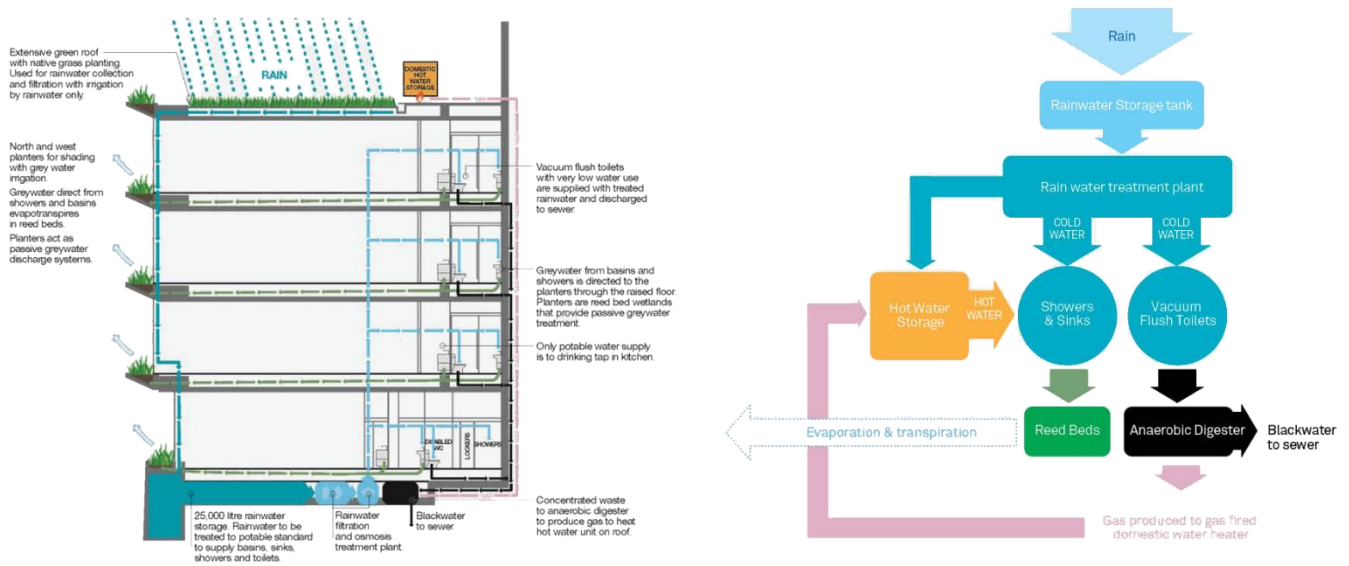 Extensive green roof
with native grass planting.
Used for rainwater collection
and filtration with irrigation
by rainwater only.
RAIN
DOMESTIC
HOT
WATER
STORAGE
North and west
planters for shading
with grey water
irrigation.
Greywater direct from
showers and basins
evapotranspires
in reed beds.
Planters act as
passive greywater
discharge systems.
Vacuum flush toilets
with very low water use
are supplied with treated
rainwater and discharged
to sewer.
Greywater from basins and
showers is directed to the
planters through the raised floor.
Planters are reed bed wetlands
that provide passive greywater
treatment.
Only potable water supply
is to drinking tap in kitchen.
DISABLED
WC
LOCKERS
SHOWERS
25,000 litre rainwater
storage. Rainwater to be
treated to potable standard
to supply basins, sinks,
showers and toilets.
Rainwater
filtration
and osmosis
treatment plant.
Blackwater
to sewer.
Concentrated waste
to anaerobic digester
to produce gas to heat
hot water unit on roof.
Rain
Rainwater Storage tank
Rain water treatment plant
COLD
WATER
COLD
WATER
Hot Water
Storage
HOT
WATER
Showers
& Sinks
Vacuum
Flush Toilets
Evaporation & transpiration
Reed Beds
Anaerobic Digester
Blackwater
to sewer
Gas produced to gas fired
domestic water heater